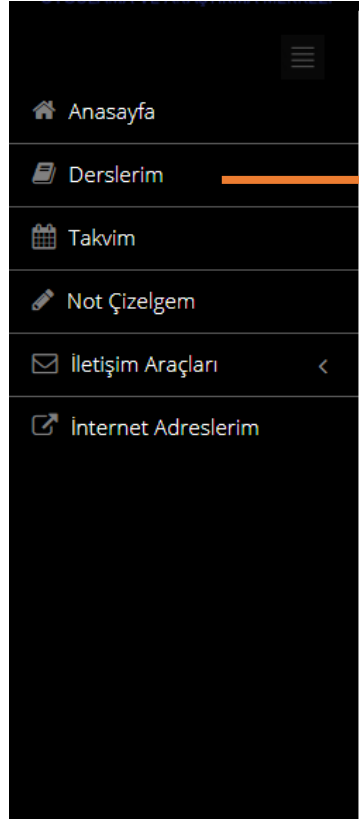 Anasayfa
Derslerim
Takvim
Not Çizelgem
İletişim Araçları
İnternet Adreslerim